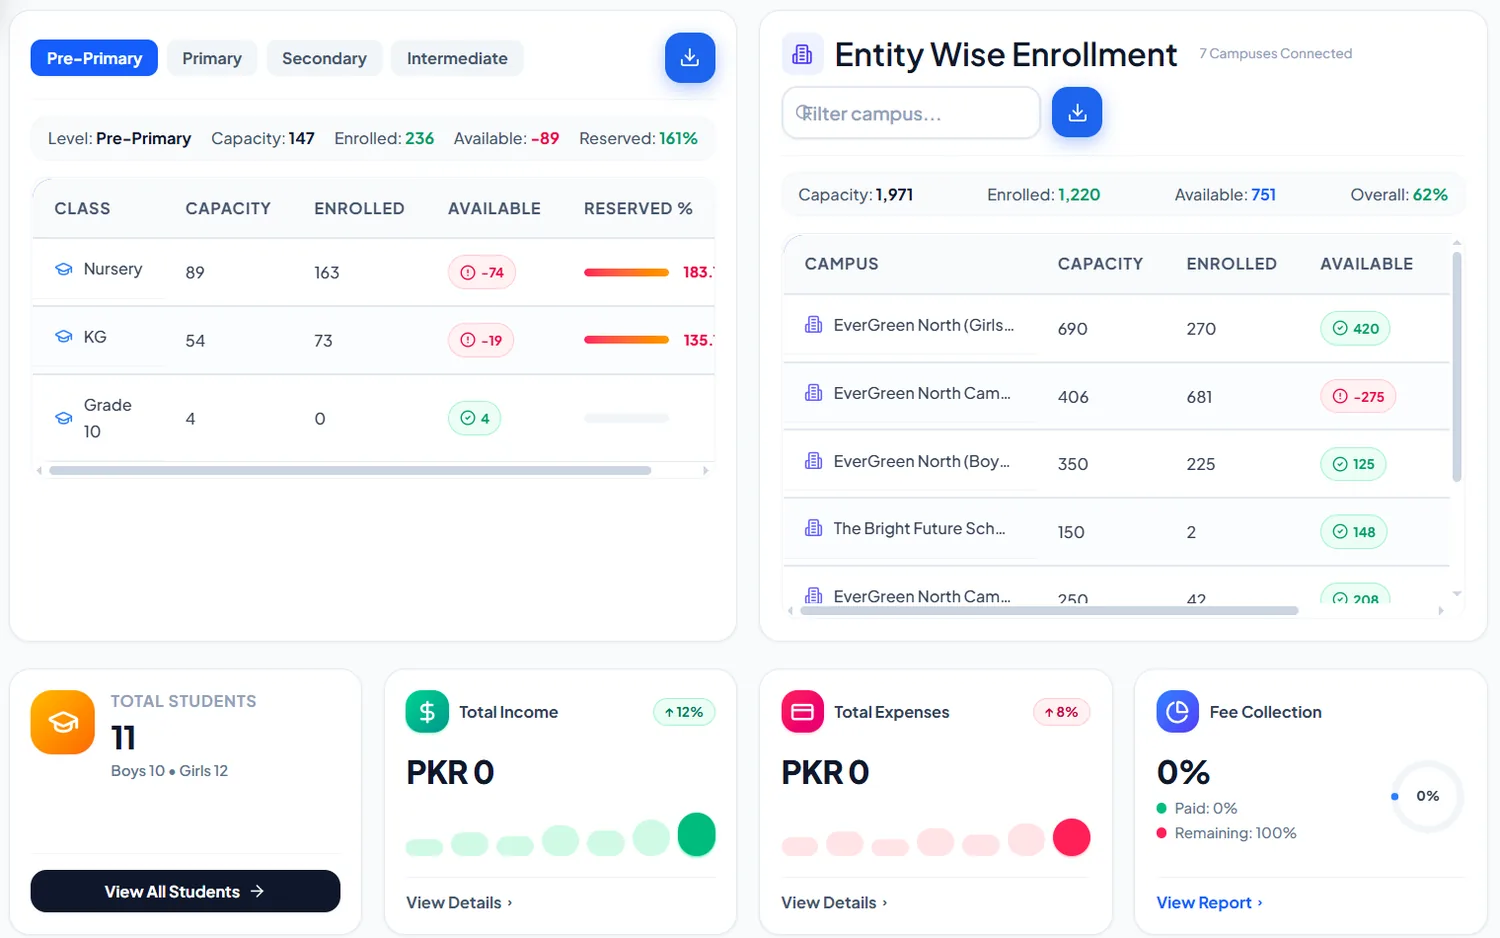 Pre-Primary Primary Secondary Intermediate
Level: Pre-Primary Capacity: 147 Enrolled: 236 Available: -89 Reserved: 161%
CLASS CAPACITY ENROLLED AVAILABLE RESERVED %
Nursery 89 163 -74 183.
KG 54 73 -19 135.
Grade
10 4 0 4
Entity Wise Enrollment 7 Campuses Connected
Filter campus...
Capacity: 1,971 Enrolled: 1,220 Available: 751 Overall: 62%
CAMPUS CAPACITY ENROLLED AVAILABLE
EverGreen North (Girls... 690 270 420
EverGreen North Cam... 406 681 -275
EverGreen North (Boy... 350 225 125
The Bright Future Sch... 150 2 148
EverGreen North Cam... 250 42 208
TOTAL STUDENTS
11
Boys 10 • Girls 12
View All Students →
$ Total Income ↑ 12%
PKR 0
View Details ›
Total Expenses ↑ 8%
PKR 0
View Details ›
Fee Collection
0%
Paid: 0%
Remaining: 100%
0%
View Report ›